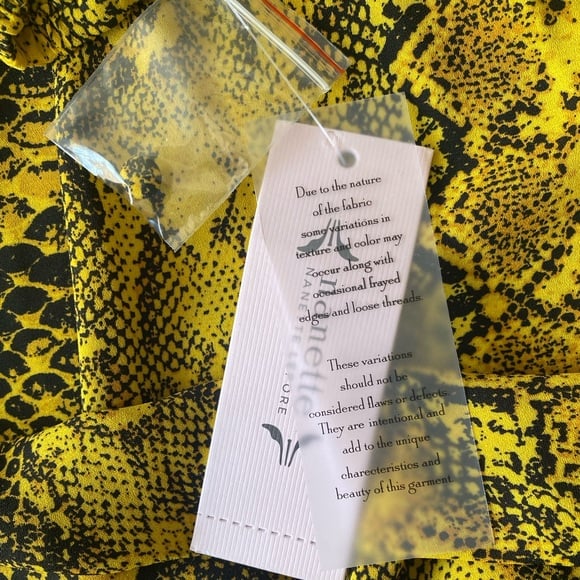 Due to the nature
of the fabric
some variations in
texture and color may
occur along with
occasional frayed
edges and loose threads.
These variations
should not be
considered flaws or defects.
They are intentional and
add to the unique
charecteristics and
beauty of this garment.
nanette